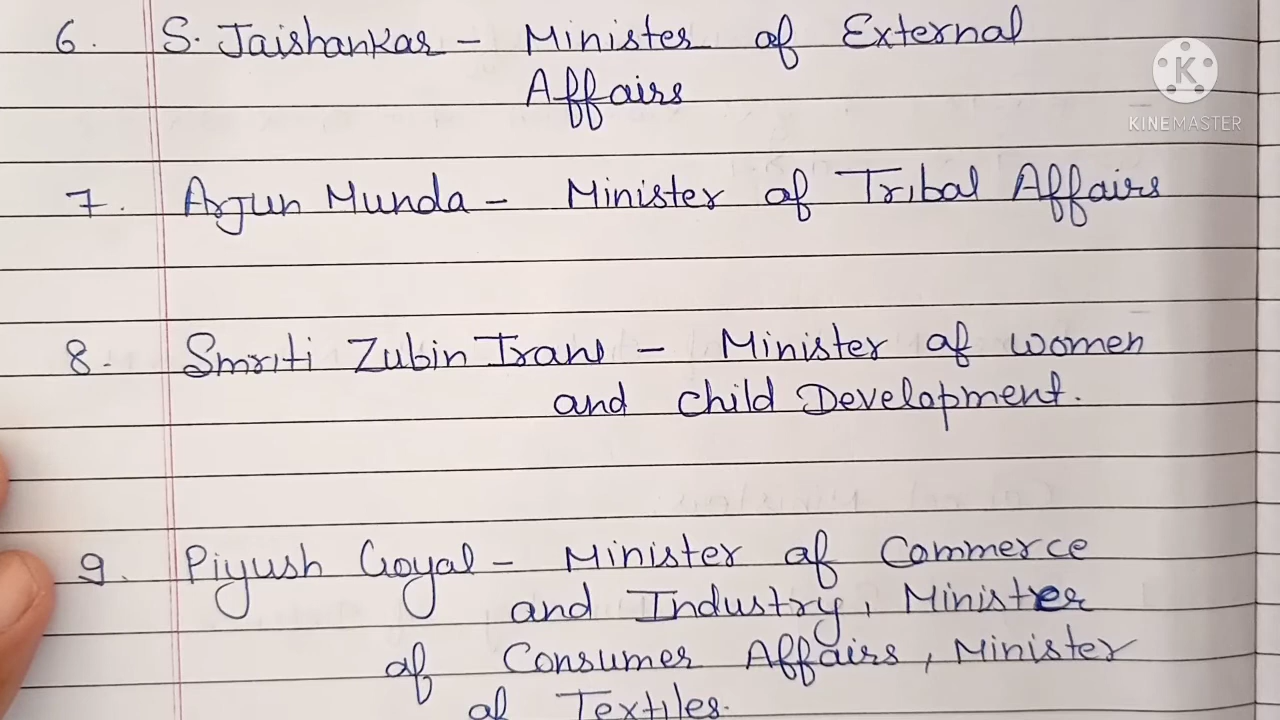 6. S. Jaishankar - Minister of External
Affairs
KINEMASTER
7. Arjun Munda - Minister of Tribal Affairs
8. Smriti Zubin Irani - Minister of women
and child Development.
9. Piyush Goyal - Minister of Commerce
and Industry, Minister
of Consumer Affairs, Minister
of Textiles.